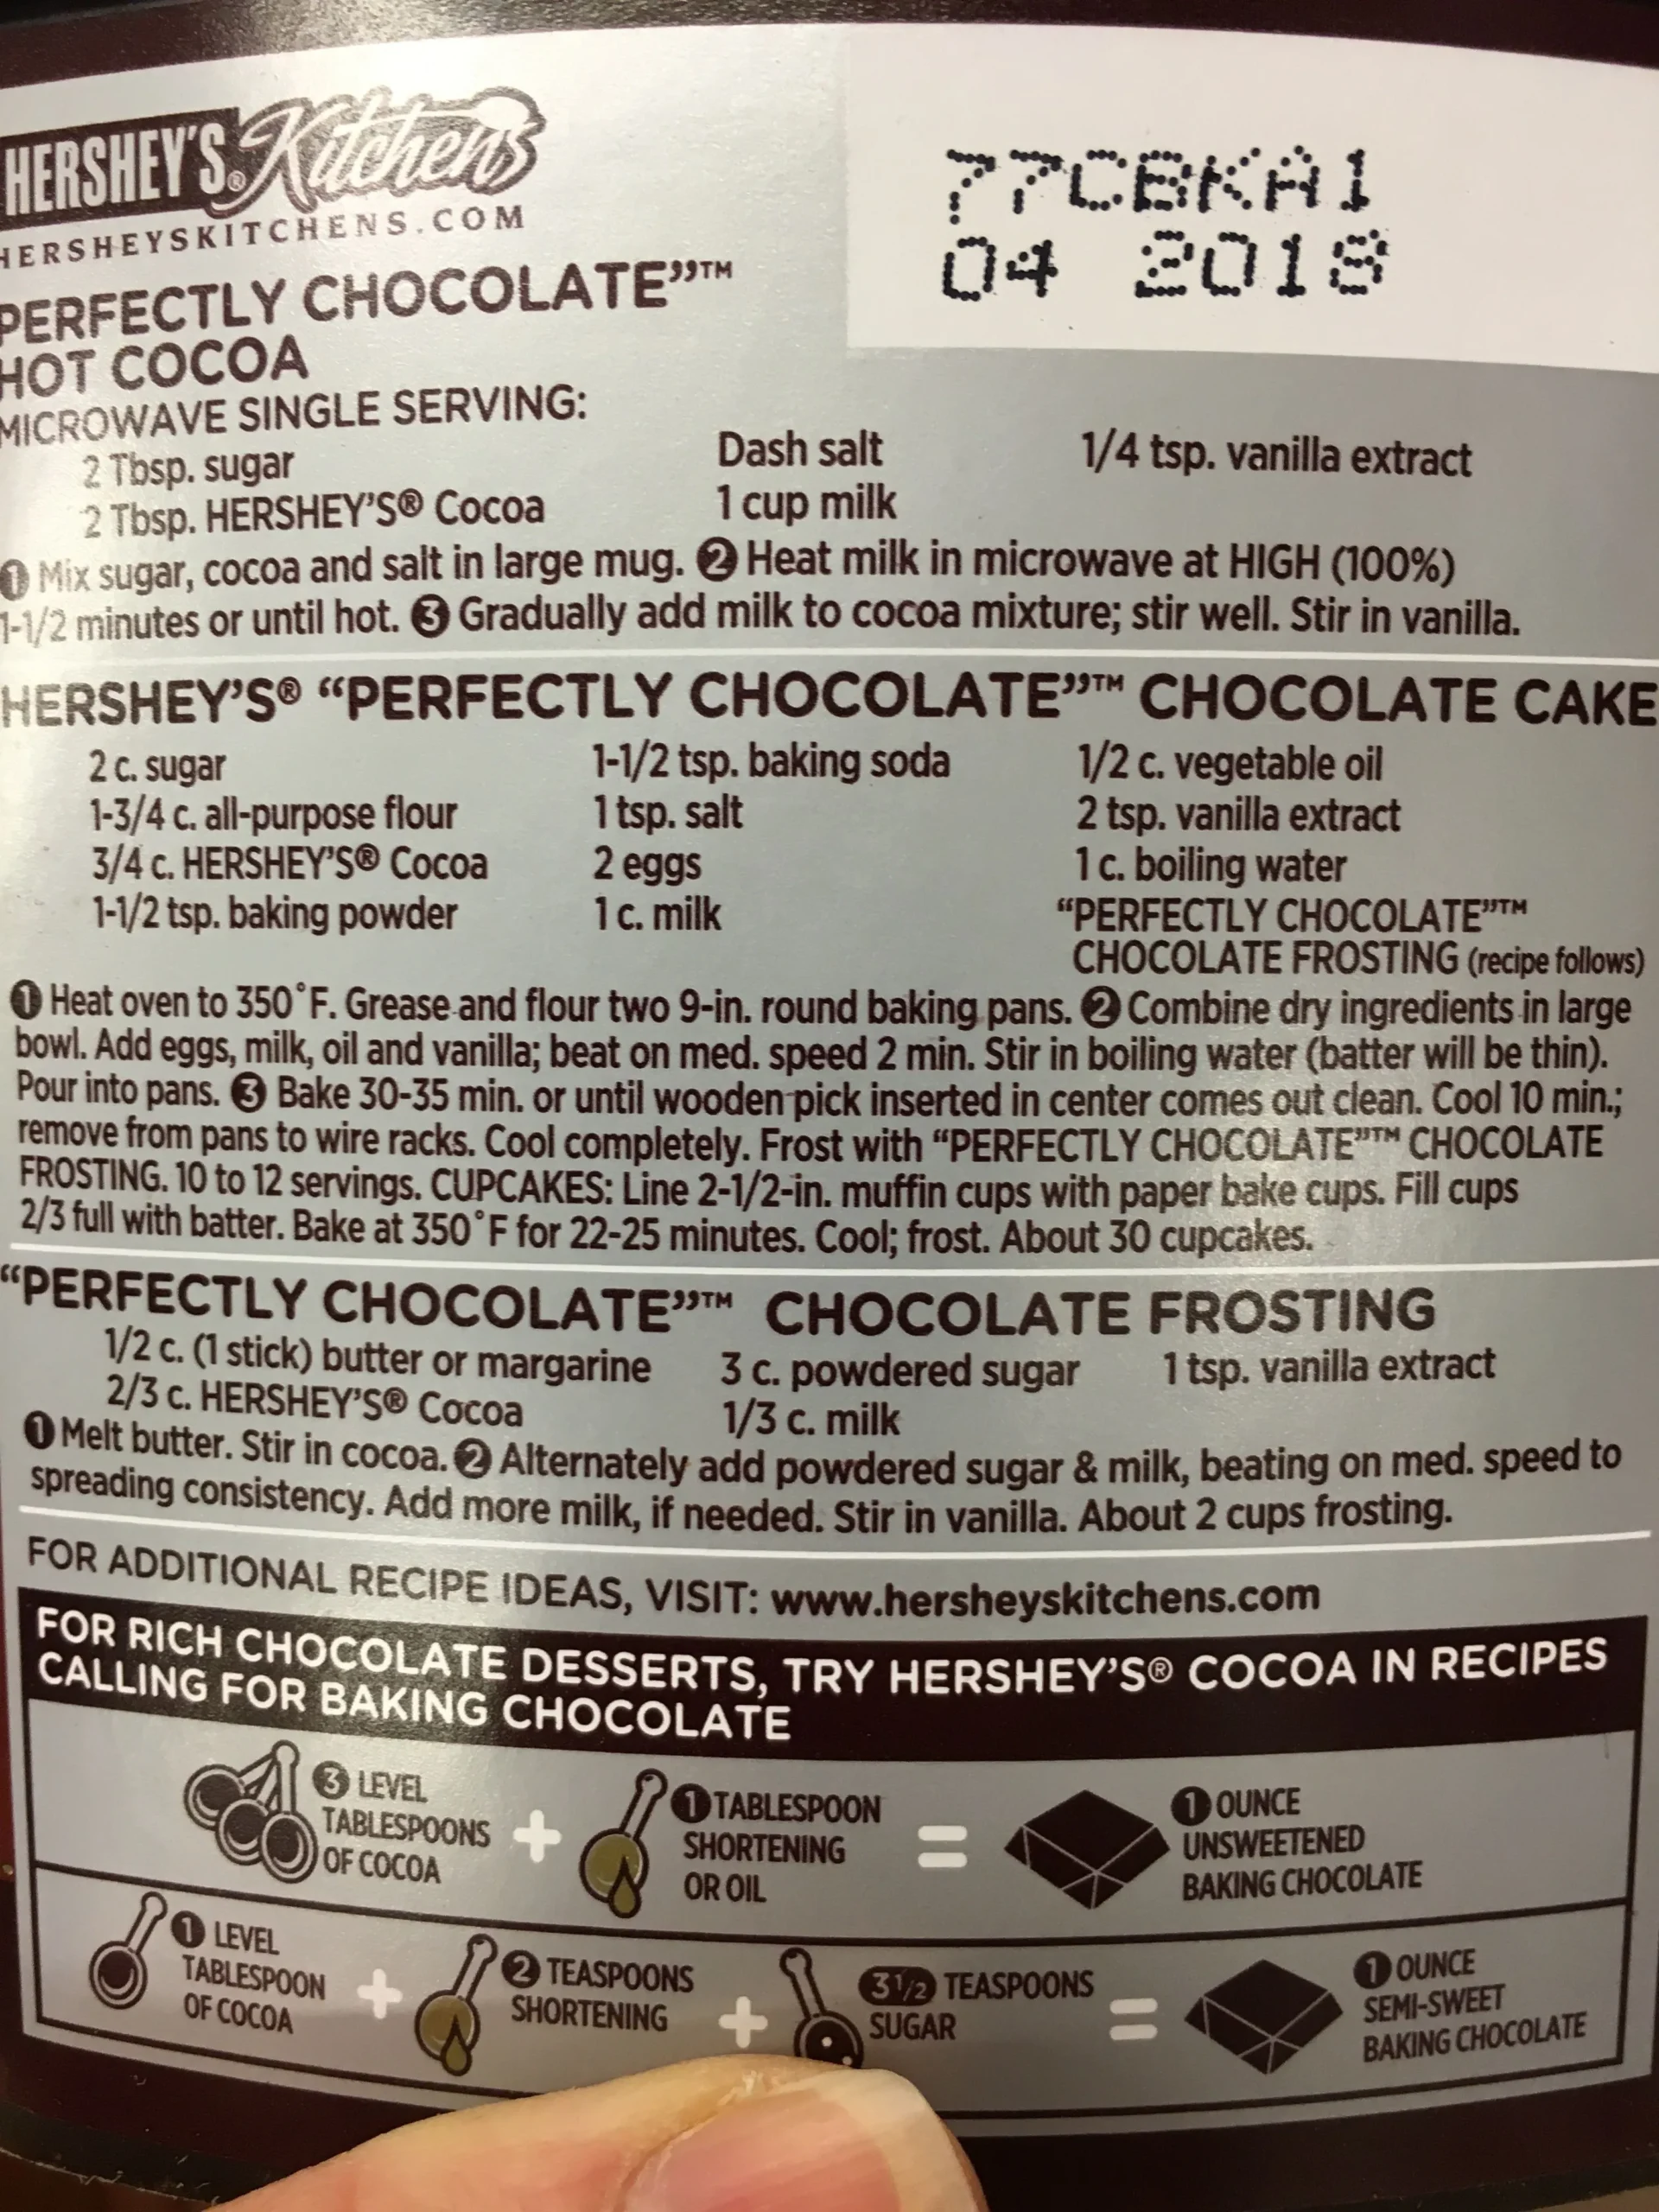 HERSHEY'S® Kitchens
HERSHEYSKITCHENS.COM
77CBKA1
04 2018
PERFECTLY CHOCOLATE”™
HOT COCOA
MICROWAVE SINGLE SERVING:
2 Tbsp. sugar Dash salt 1/4 tsp. vanilla extract
2 Tbsp. HERSHEY'S® Cocoa 1 cup milk
1 Mix sugar, cocoa and salt in large mug. 2 Heat milk in microwave at HIGH (100%)
1-1/2 minutes or until hot. 3 Gradually add milk to cocoa mixture; stir well. Stir in vanilla.
HERSHEY'S® “PERFECTLY CHOCOLATE”™ CHOCOLATE CAKE
2 c. sugar 1-1/2 tsp. baking soda 1/2 c. vegetable oil
1-3/4 c. all-purpose flour 1 tsp. salt 2 tsp. vanilla extract
3/4 c. HERSHEY'S® Cocoa 2 eggs 1 c. boiling water
1-1/2 tsp. baking powder 1 c. milk “PERFECTLY CHOCOLATE”™
CHOCOLATE FROSTING (recipe follows)
1 Heat oven to 350°F. Grease and flour two 9-in. round baking pans. 2 Combine dry ingredients in large
bowl. Add eggs, milk, oil and vanilla; beat on med. speed 2 min. Stir in boiling water (batter will be thin).
Pour into pans. 3 Bake 30-35 min. or until wooden pick inserted in center comes out clean. Cool 10 min.;
remove from pans to wire racks. Cool completely. Frost with “PERFECTLY CHOCOLATE”™ CHOCOLATE
FROSTING. 10 to 12 servings. CUPCAKES: Line 2-1/2-in. muffin cups with paper bake cups. Fill cups
2/3 full with batter. Bake at 350°F for 22-25 minutes. Cool; frost. About 30 cupcakes.
“PERFECTLY CHOCOLATE”™ CHOCOLATE FROSTING
1/2 c. (1 stick) butter or margarine 3 c. powdered sugar 1 tsp. vanilla extract
2/3 c. HERSHEY'S® Cocoa 1/3 c. milk
1 Melt butter. Stir in cocoa. 2 Alternately add powdered sugar & milk, beating on med. speed to
spreading consistency. Add more milk, if needed. Stir in vanilla. About 2 cups frosting.
FOR ADDITIONAL RECIPE IDEAS, VISIT: www.hersheyskitchens.com
FOR RICH CHOCOLATE DESSERTS, TRY HERSHEY'S® COCOA IN RECIPES
CALLING FOR BAKING CHOCOLATE
3 LEVEL
TABLESPOONS
OF COCOA
+
1 TABLESPOON
SHORTENING
OR OIL
=
1 OUNCE
UNSWEETENED
BAKING CHOCOLATE
1 LEVEL
TABLESPOON
OF COCOA
+
2 TEASPOONS
SHORTENING
+
3½ TEASPOONS
SUGAR
=
1 OUNCE
SEMI-SWEET
BAKING CHOCOLATE